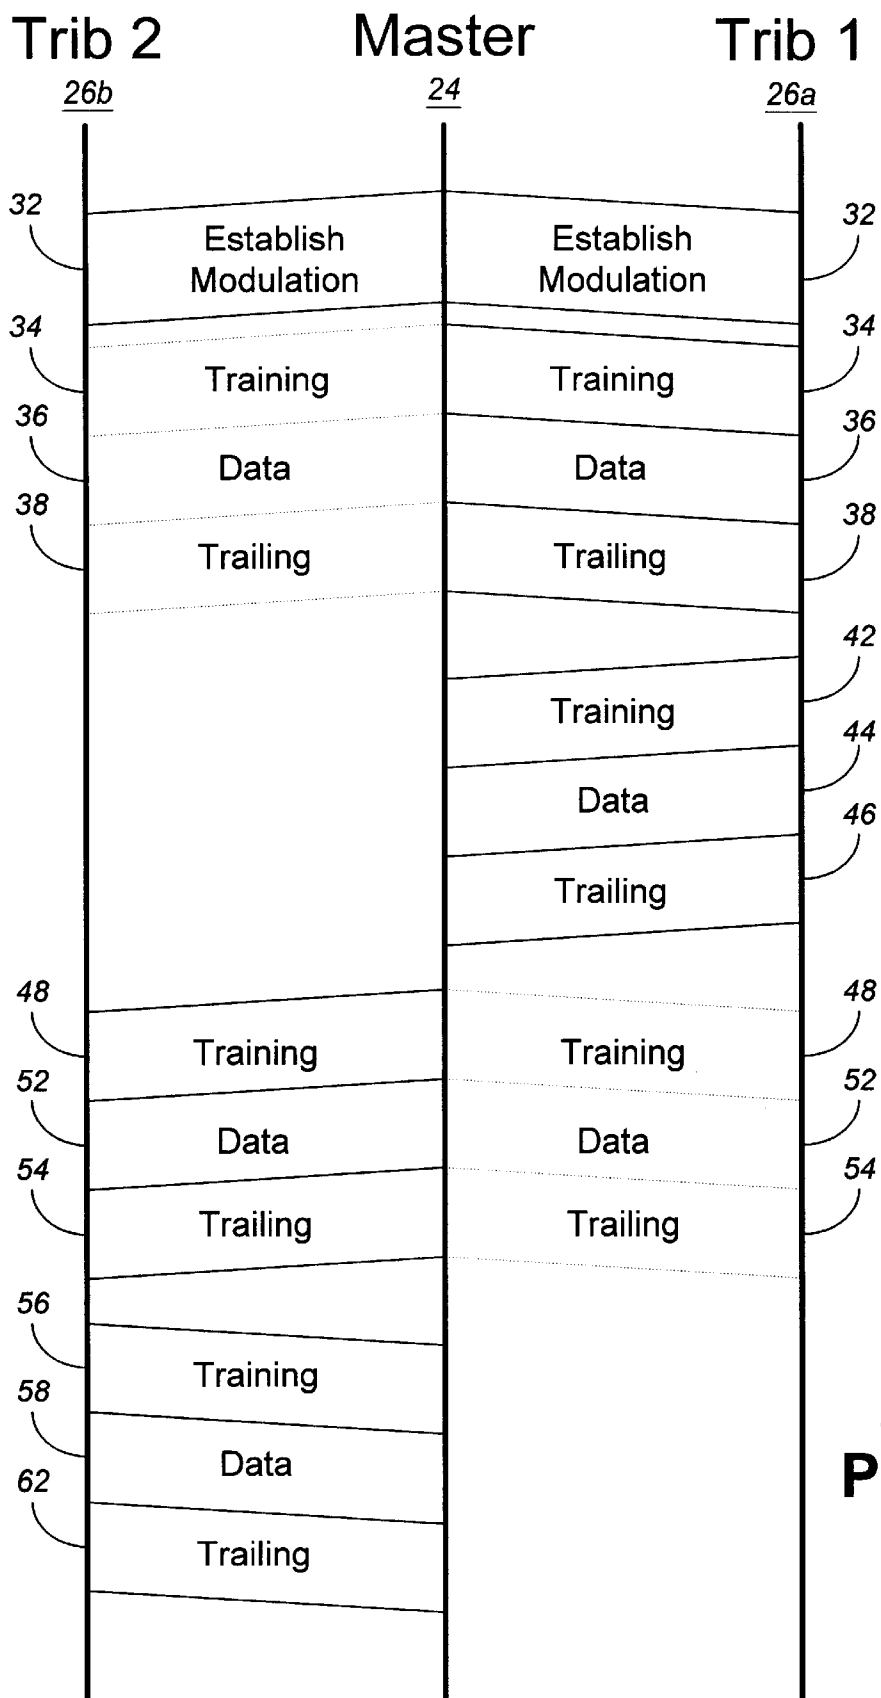 Trib 2 Master Trib 1
26b 24 26a
32 32
Establish Establish
Modulation Modulation
34 34
Training Training
36 36
Data Data
38 38
Trailing Trailing
42
Training
44
Data
46
Trailing
48 48
Training Training
52 52
Data Data
54 54
Trailing Trailing
56
Training
58
Data
62
Trailing
P